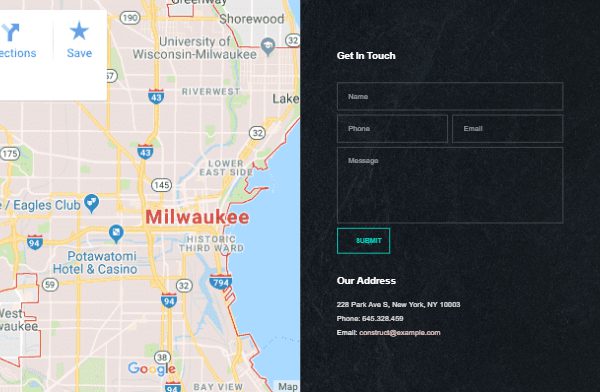 Greenway
190
Shorewood
ections
Save
University of
Wisconsin-Milwaukee
43
RIVERWEST
Lake
32
43
175
LOWER
EAST SIDE
32
145
e / Eagles Club
Milwaukee
94
94
HISTORIC
THIRD WARD
Potawatomi
Hotel & Casino
59
794
West
waukee
32
94
38
Google
BAY VIEW
Map
Get In Touch
Name
Phone
Email
Message
SUBMIT
Our Address
228 Park Ave S, New York, NY 10003
Phone: 645.328.459
Email: construct@example.com